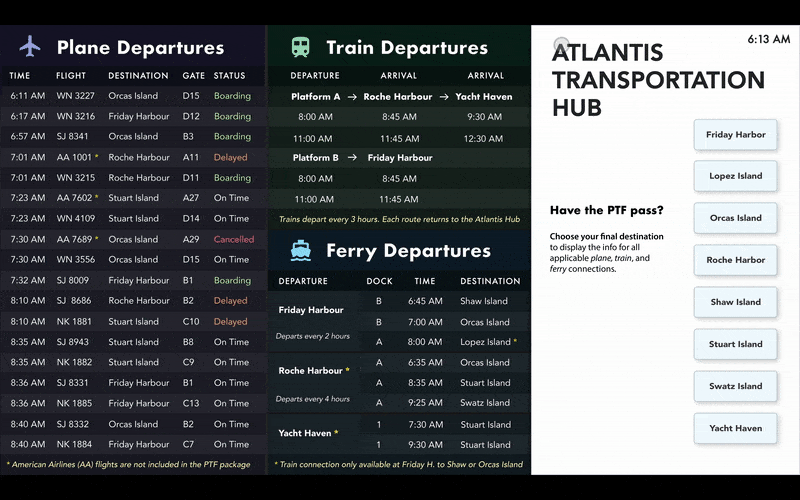 Plane Departures
TIME FLIGHT DESTINATION GATE STATUS
6:11 AM WN 3227 Orcas Island D15 Boarding
6:17 AM WN 3216 Friday Harbour D12 Boarding
6:57 AM SJ 8341 Orcas Island B3 Boarding
7:01 AM AA 1001 * Roche Harbour A11 Delayed
7:01 AM WN 3215 Roche Harbour D11 Boarding
7:23 AM AA 7602 * Stuart Island A27 On Time
7:23 AM WN 4109 Stuart Island D14 On Time
7:30 AM AA 7689 * Orcas Island A29 Cancelled
7:30 AM WN 3556 Orcas Island D15 On Time
7:32 AM SJ 8009 Friday Harbour B1 Boarding
8:10 AM SJ 8686 Roche Harbour B2 Delayed
8:10 AM NK 1881 Stuart Island C10 Delayed
8:35 AM SJ 8943 Stuart Island B8 On Time
8:35 AM NK 1882 Stuart Island C9 On Time
8:36 AM SJ 8331 Friday Harbour B1 On Time
8:36 AM NK 1885 Friday Harbour C13 On Time
8:40 AM SJ 8332 Orcas Island B2 On Time
8:40 AM NK 1884 Friday Harbour C7 On Time
* American Airlines (AA) flights are not included in the PTF package
Train Departures
DEPARTURE ARRIVAL ARRIVAL
Platform A → Roche Harbour → Yacht Haven
8:00 AM 8:45 AM 9:30 AM
11:00 AM 11:45 AM 12:30 AM
Platform B → Friday Harbour
8:00 AM 8:45 AM
11:00 AM 11:45 AM
Trains depart every 3 hours. Each route returns to the Atlantis Hub
Ferry Departures
DEPARTURE DOCK TIME DESTINATION
Friday Harbour
Departs every 2 hours
B 6:45 AM Shaw Island
B 7:00 AM Orcas Island
A 8:00 AM Lopez Island *
Roche Harbour *
Departs every 4 hours
A 6:35 AM Orcas Island
A 8:35 AM Stuart Island
A 9:25 AM Swatz Island
Yacht Haven *
1 7:30 AM Stuart Island
1 9:30 AM Stuart Island
* Train connection only available at Friday H. to Shaw or Orcas Island
6:13 AM
ATLANTIS
TRANSPORTATION
HUB
Have the PTF pass?
Choose your final destination
to display the info for all
applicable plane, train, and
ferry connections.
Friday Harbor
Lopez Island
Orcas Island
Roche Harbor
Shaw Island
Stuart Island
Swatz Island
Yacht Haven